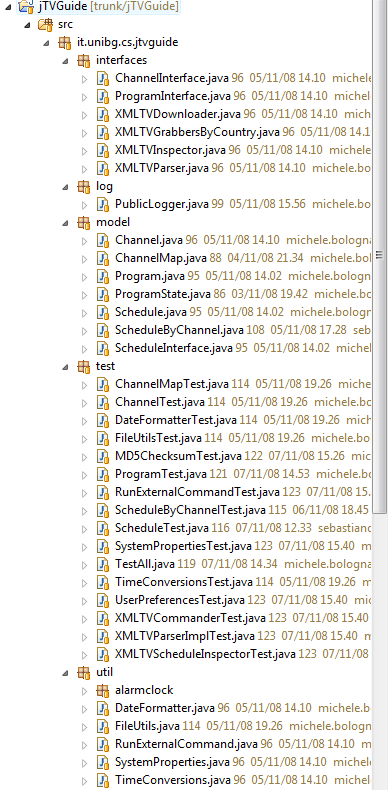 jTVGuide [trunk/jTVGuide]
src
it.unibg.cs.jtvguide
interfaces
ChannelInterface.java 96 05/11/08 14.10 michele
ProgramInterface.java 96 05/11/08 14.10 michele.
XMLTVDownloader.java 96 05/11/08 14.10 michele
XMLTVGrabbersByCountry.java 96 05/11/08 14.1
XMLTVInspector.java 96 05/11/08 14.10 michele.b
XMLTVParser.java 96 05/11/08 14.10 michele.bol
log
PublicLogger.java 99 05/11/08 15.56 michele.bol
model
Channel.java 96 05/11/08 14.10 michele.bologna
ChannelMap.java 88 04/11/08 21.34 michele.bolo
Program.java 95 05/11/08 14.02 michele.bologn
ProgramState.java 86 03/11/08 19.42 michele.bol
Schedule.java 95 05/11/08 14.02 michele.bologn
ScheduleByChannel.java 108 05/11/08 17.28 seb
ScheduleInterface.java 95 05/11/08 14.02 michele
test
ChannelMapTest.java 114 05/11/08 19.26 michele
ChannelTest.java 114 05/11/08 19.26 michele.bol
DateFormatterTest.java 114 05/11/08 19.26 mich
FileUtilsTest.java 114 05/11/08 19.26 michele.bo
MD5ChecksumTest.java 122 07/11/08 15.26 mich
ProgramTest.java 121 07/11/08 14.53 michele.bo
RunExternalCommandTest.java 123 07/11/08 15.
ScheduleByChannelTest.java 115 06/11/08 18.45
ScheduleTest.java 116 07/11/08 12.33 sebastiand
SystemPropertiesTest.java 123 07/11/08 15.40 m
TestAll.java 119 07/11/08 14.34 michele.bologna
TimeConversionsTest.java 114 05/11/08 19.26 m
UserPreferencesTest.java 123 07/11/08 15.40 mi
XMLTVCommanderTest.java 123 07/11/08 15.40
XMLTVParserImplTest.java 123 07/11/08 15.40 m
XMLTVScheduleInspectorTest.java 123 07/11/08
util
alarmclock
DateFormatter.java 96 05/11/08 14.10 michele.b
FileUtils.java 114 05/11/08 19.26 michele.bologn
RunExternalCommand.java 96 05/11/08 14.10 m
SystemProperties.java 96 05/11/08 14.10 michele
TimeConversions.java 96 05/11/08 14.10 michele